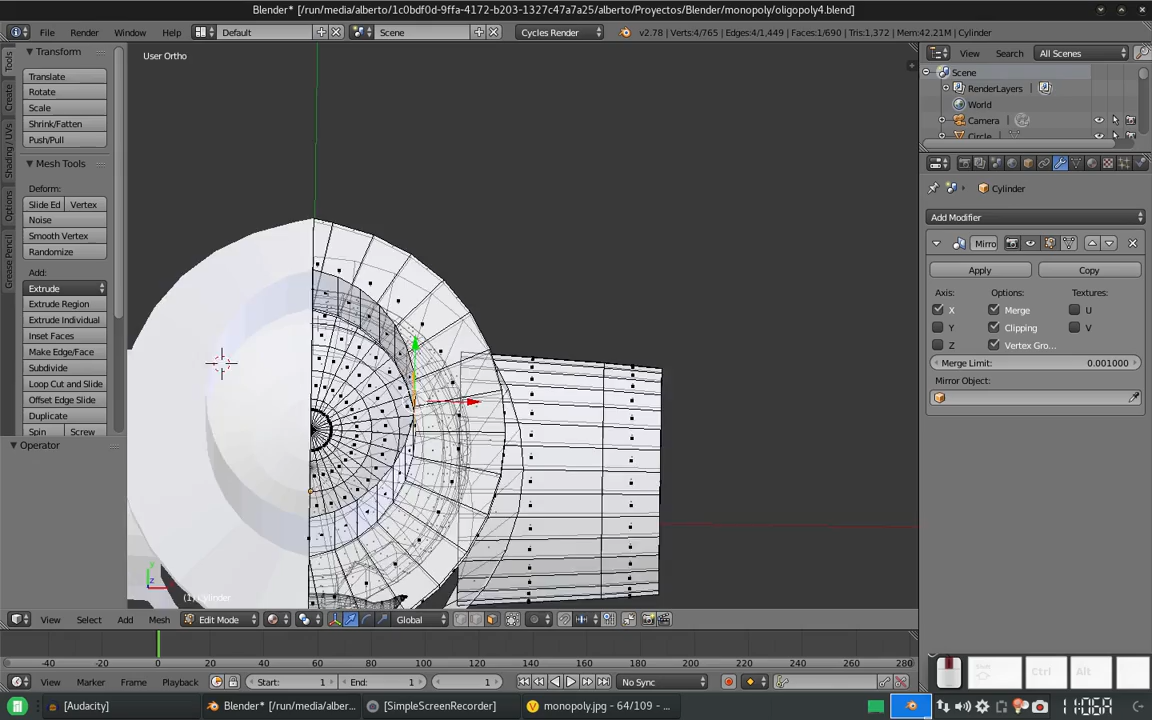 Blender* [/run/media/alberto/1c0bdf0d-9ffa-4172-b203-1327c47a7a25/alberto/Proyectos/Blender/monopoly/oligopoly4.blend]
File Render Window Help Default Scene Cycles Render v2.78 | Verts:4/765 | Edges:4/1,449 | Faces:1/690 | Tris:1,372 | Mem:42.21M | Cylinder
View Search All Scenes
Tools
Create
Shading / UVs
Options
Grease Pencil
Transform
Translate
Rotate
Scale
Shrink/Fatten
Push/Pull
Mesh Tools
Deform:
Slide Ed Vertex
Noise
Smooth Vertex
Randomize
Add:
Extrude
Extrude Region
Extrude Individual
Inset Faces
Make Edge/Face
Subdivide
Loop Cut and Slide
Offset Edge Slide
Duplicate
Spin Screw
Operator
User Ortho
y
z
(1) Cylinder
Scene
RenderLayers
World
Camera
Circle
Cylinder
Add Modifier
Mirro
Apply Copy
Axis: Options: Textures:
X Merge U
Y Clipping V
Z Vertex Gro...
Merge Limit: 0.001000
Mirror Object:
View Select Add Mesh Edit Mode Global
-40 -20 0 20 40 60 80 100 120 140 160 180 200 220 240 260 280
View Marker Frame Playback Start: 1 End: 1 1 No Sync
Ctrl Alt
[Audacity] Blender* [/run/media/alber... [SimpleScreenRecorder] monopoly.jpg - 64/109 - ... 11:05A